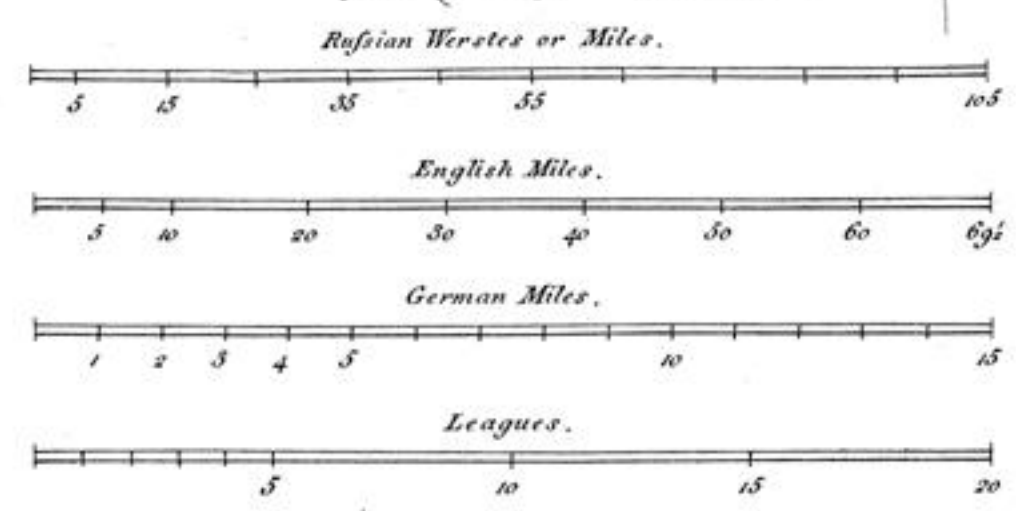 Ruſsian Werstes or Miles.
5 15 35 55 105
English Miles.
5 10 20 30 40 50 60 69½
German Miles.
1 2 3 4 5 10 15
Leagues.
5 10 15 20